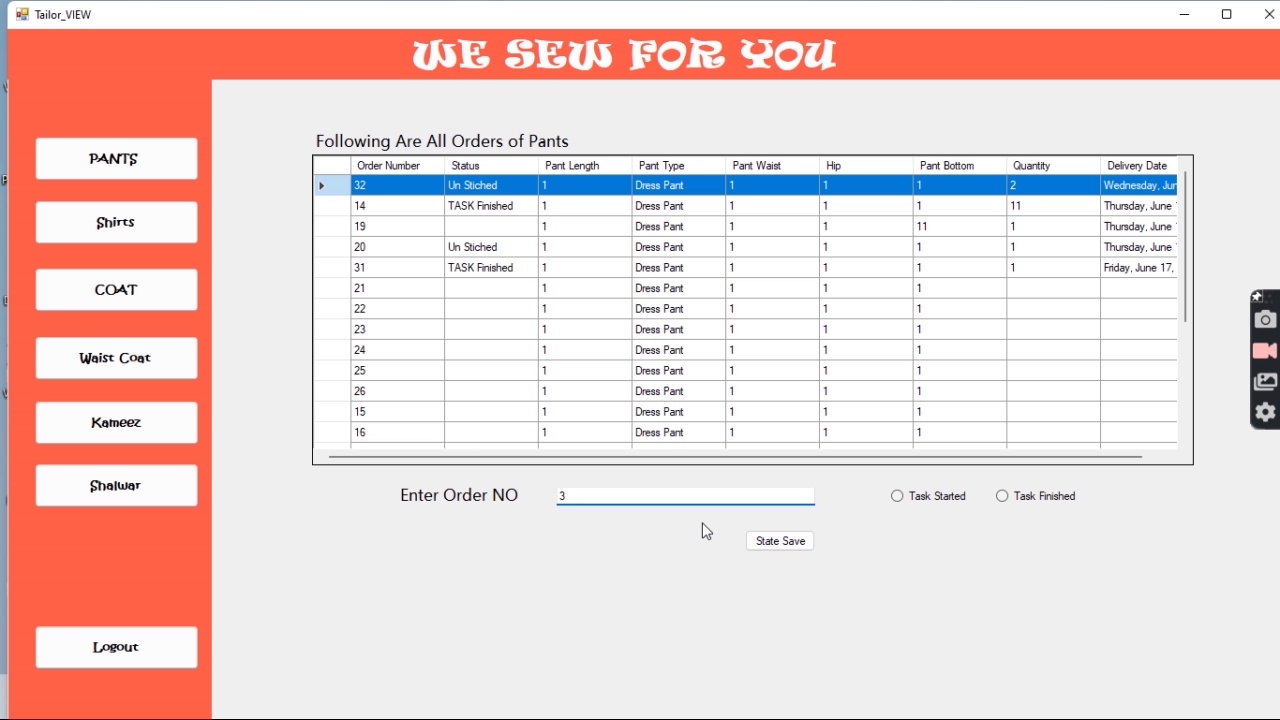 Tailor_VIEW
WE SEW FOR YOU
PANTS
Shirts
COAT
Waist Coat
Kameez
Shalwar
Logout
Following Are All Orders of Pants
Order Number Status Pant Length Pant Type Pant Waist Hip Pant Bottom Quantity Delivery Date
32 Un Stiched 1 Dress Pant 1 1 1 2 Wednesday, Jun
14 TASK Finished 1 Dress Pant 1 1 1 11 Thursday, June
19 1 Dress Pant 1 1 11 1 Thursday, June
20 Un Stiched 1 Dress Pant 1 1 1 1 Thursday, June
31 TASK Finished 1 Dress Pant 1 1 1 1 Friday, June 17,
21 1 Dress Pant 1 1 1
22 1 Dress Pant 1 1 1
23 1 Dress Pant 1 1 1
24 1 Dress Pant 1 1 1
25 1 Dress Pant 1 1 1
26 1 Dress Pant 1 1 1
15 1 Dress Pant 1 1 1
16 1 Dress Pant 1 1 1
Enter Order NO 3 Task Started Task Finished
State Save